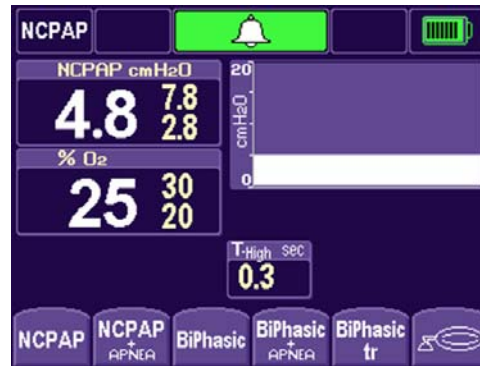 NCPAP
NCPAP cmH2O
4.8 7.8
2.8
% O2
25 30
20
20
cmH2O
0
T-High sec
0.3
NCPAP
NCPAP
+
APNEA
BiPhasic
BiPhasic
+
APNEA
BiPhasic
tr